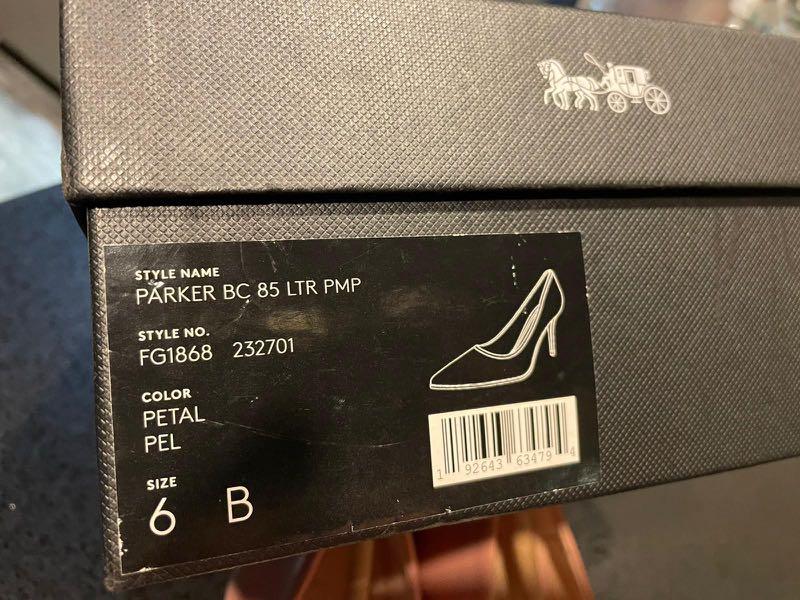 STYLE NAME
PARKER BC 85 LTR PMP
STYLE NO.
FG1868 232701
COLOR
PETAL
PEL
SIZE
6 B
1 92643 63479 4